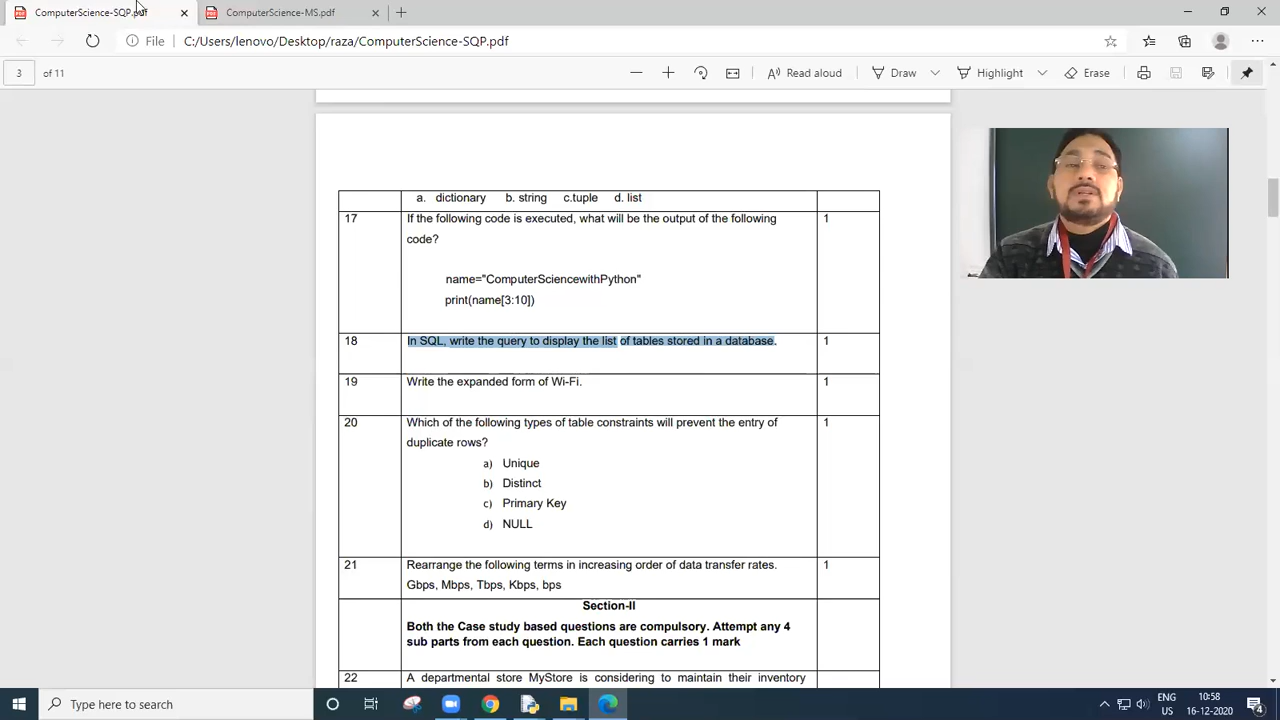 ComputerScience-SQP.pdf
ComputerScience-MS.pdf
File C:/Users/lenovo/Desktop/raza/ComputerScience-SQP.pdf
3 of 11 Read aloud Draw Highlight Erase
a. dictionary b. string c.tuple d. list
17 If the following code is executed, what will be the output of the following 1
code?
name="ComputerSciencewithPython"
print(name[3:10])
18 In SQL, write the query to display the list of tables stored in a database. 1
19 Write the expanded form of Wi-Fi. 1
20 Which of the following types of table constraints will prevent the entry of 1
duplicate rows?
a) Unique
b) Distinct
c) Primary Key
d) NULL
21 Rearrange the following terms in increasing order of data transfer rates. 1
Gbps, Mbps, Tbps, Kbps, bps
Section-II
Both the Case study based questions are compulsory. Attempt any 4
sub parts from each question. Each question carries 1 mark
22 A departmental store MyStore is considering to maintain their inventory
Type here to search
ENG
US
10:58
16-12-2020
4